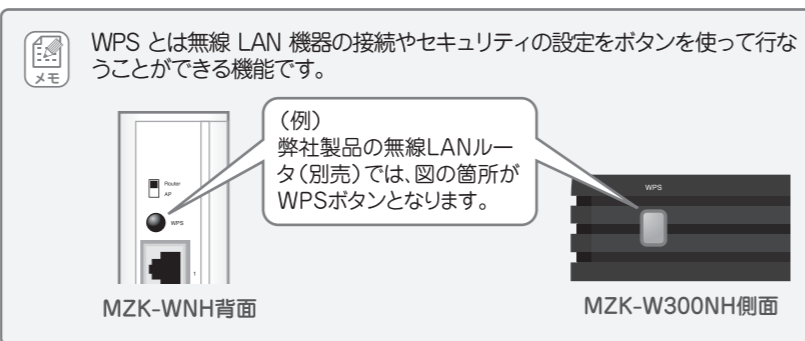 WPS とは無線 LAN 機器の接続やセキュリティの設定をボタンを使って行な
うことができる機能です。
メモ
（例）
弊社製品の無線LANルー
タ（別売）では、図の箇所が
WPSボタンとなります。
Router
AP
WPS
1
WPS
MZK-WNH背面
MZK-W300NH側面